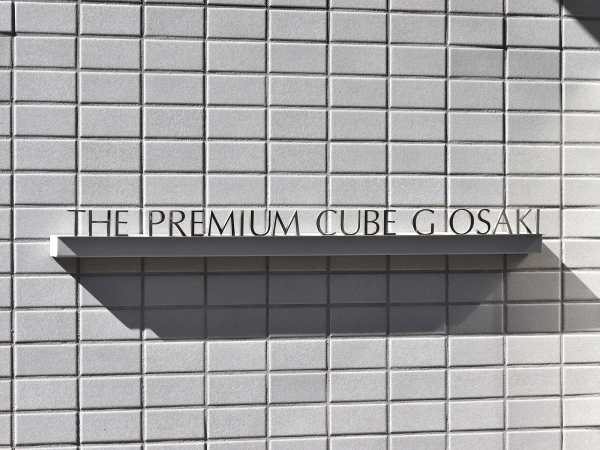 THE PREMIUM CUBE G OSAKI